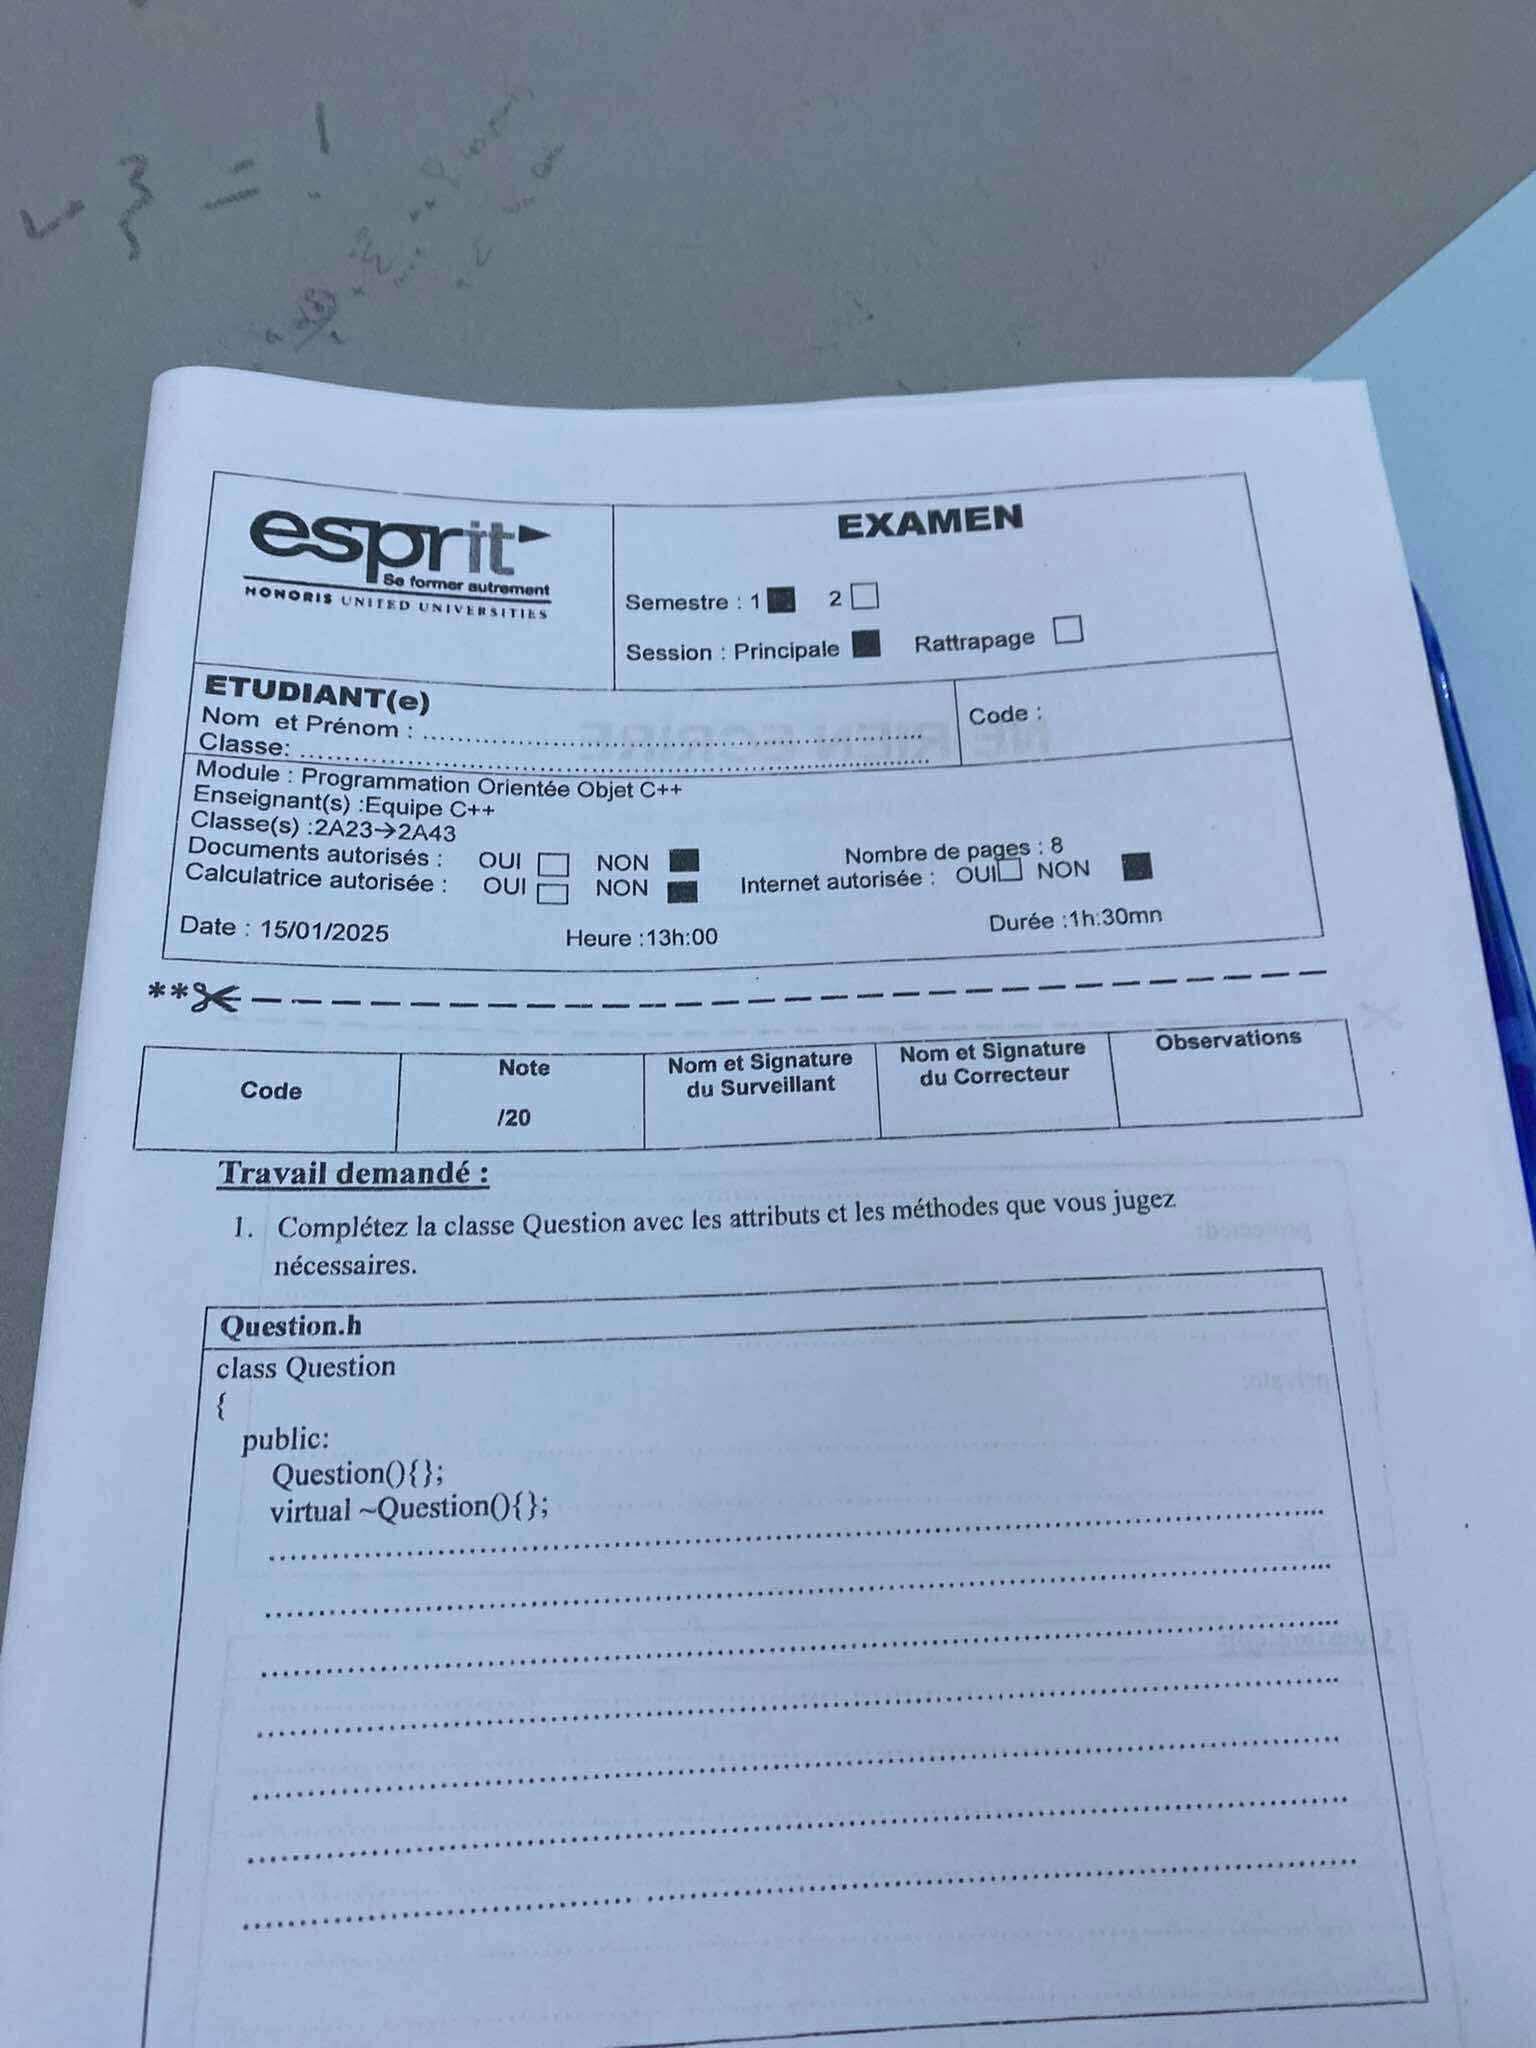 esprit
Se former autrement
HONORIS UNITED UNIVERSITIES
EXAMEN
Semestre : 1 ■ 2 □
Session : Principale ■ Rattrapage □
ETUDIANT(e)
Nom et Prénom : ..........................................................................
Classe: ..........................................................................
Code :
Module : Programmation Orientée Objet C++
Enseignant(s) :Equipe C++
Classe(s) :2A23→2A43
Documents autorisés : OUI □ NON ■ Nombre de pages : 8
Calculatrice autorisée : OUI □ NON ■ Internet autorisée : OUI□ NON ■
Date : 15/01/2025 Heure :13h:00 Durée :1h:30mn
**✂
Code
Note
/20
Nom et Signature
du Surveillant
Nom et Signature
du Correcteur
Observations
Travail demandé :
1. Complétez la classe Question avec les attributs et les méthodes que vous jugez
nécessaires.
Question.h
class Question
{
public:
Question(){};
virtual ~Question(){};